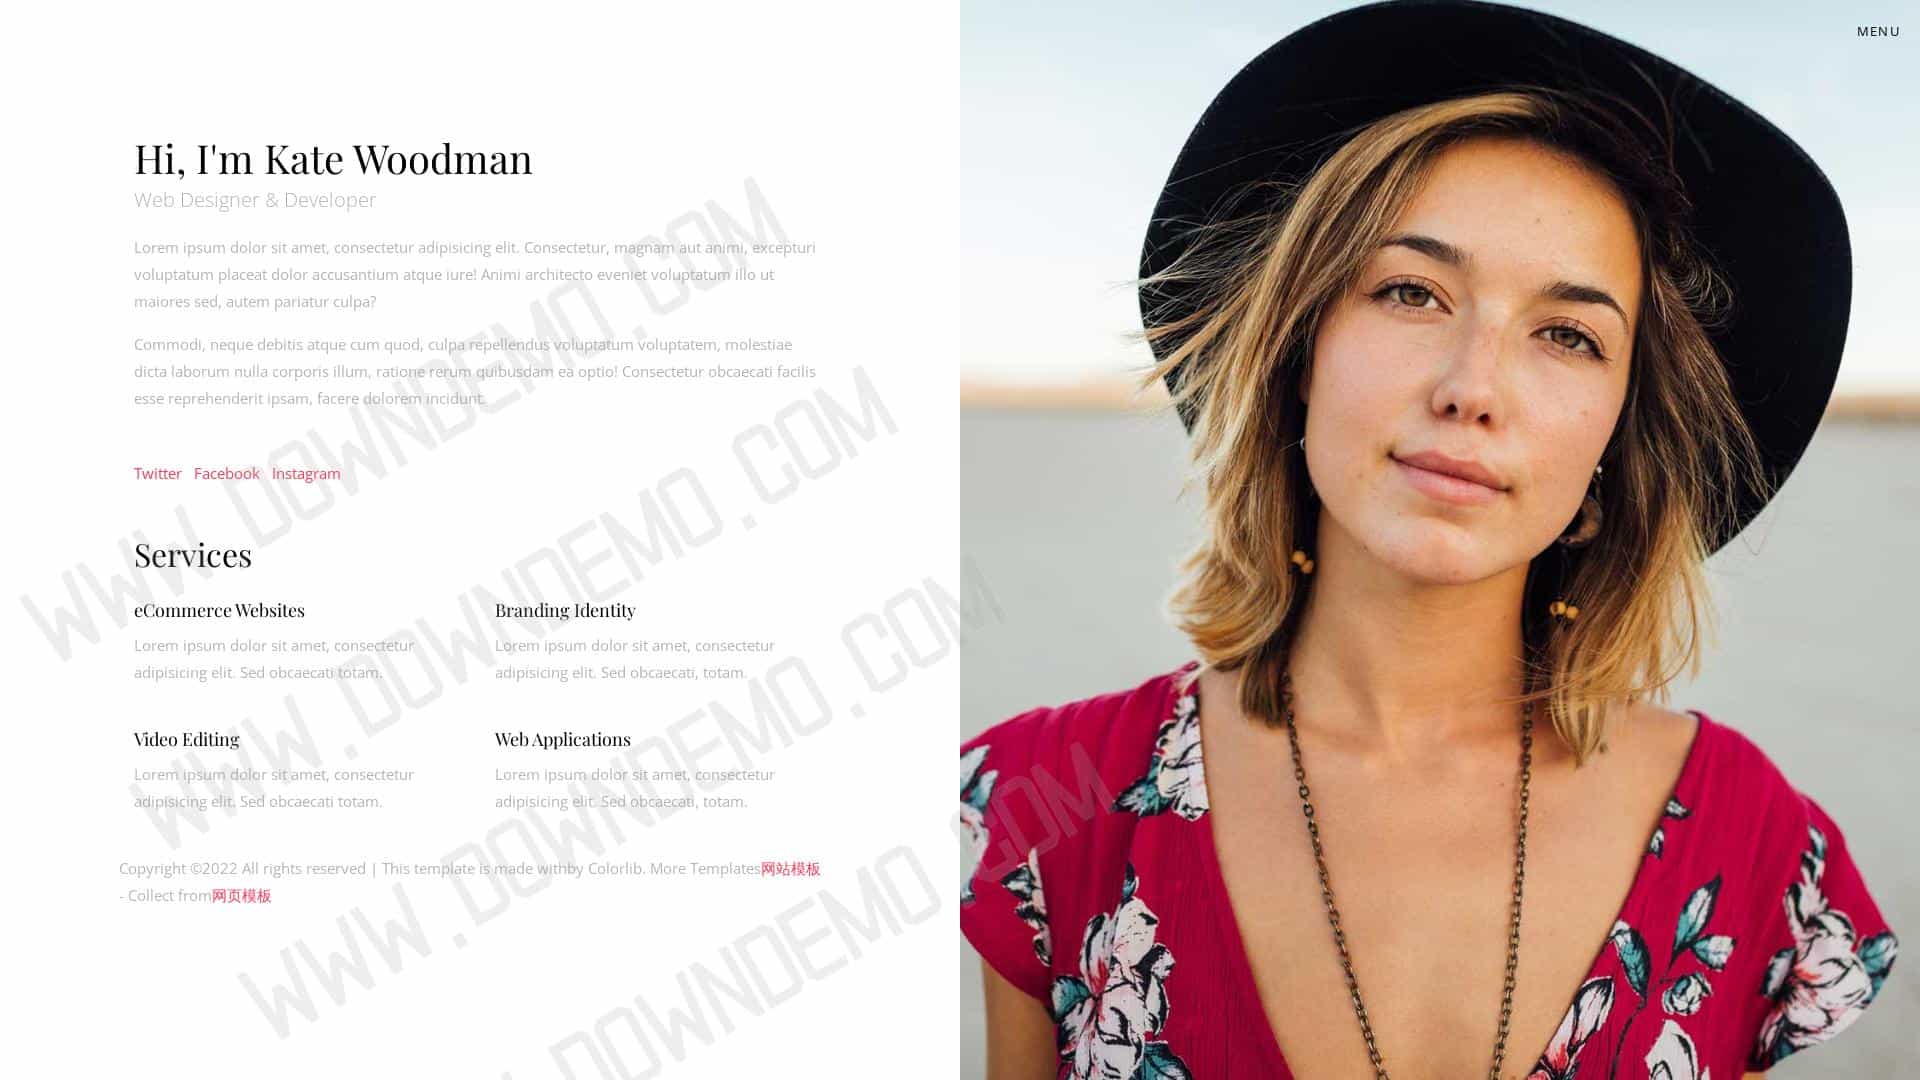 MENU
Hi, I'm Kate Woodman
Web Designer & Developer
Lorem ipsum dolor sit amet, consectetur adipisicing elit. Consectetur, magnam aut animi, excepturi
voluptatum placeat dolor accusantium atque iure! Animi architecto eveniet voluptatum illo ut
maiores sed, autem pariatur culpa?
Commodi, neque debitis atque cum quod, culpa repellendus voluptatum voluptatem, molestiae
dicta laborum nulla corporis illum, ratione rerum quibusdam ea optio! Consectetur obcaecati facilis
esse reprehenderit ipsam, facere dolorem incidunt.
Twitter Facebook Instagram
Services
eCommerce Websites
Lorem ipsum dolor sit amet, consectetur
adipisicing elit. Sed obcaecati totam.
Branding Identity
Lorem ipsum dolor sit amet, consectetur
adipisicing elit. Sed obcaecati, totam.
Video Editing
Lorem ipsum dolor sit amet, consectetur
adipisicing elit. Sed obcaecati totam.
Web Applications
Lorem ipsum dolor sit amet, consectetur
adipisicing elit. Sed obcaecati, totam.
Copyright ©2022 All rights reserved | This template is made withby Colorlib. More Templates网站模板
- Collect from网页模板
WWW.DOWNDEMO.COM
WWW.DOWNDEMO.COM
WWW.DOWNDEMO.COM
.DOWNDEMO.COM